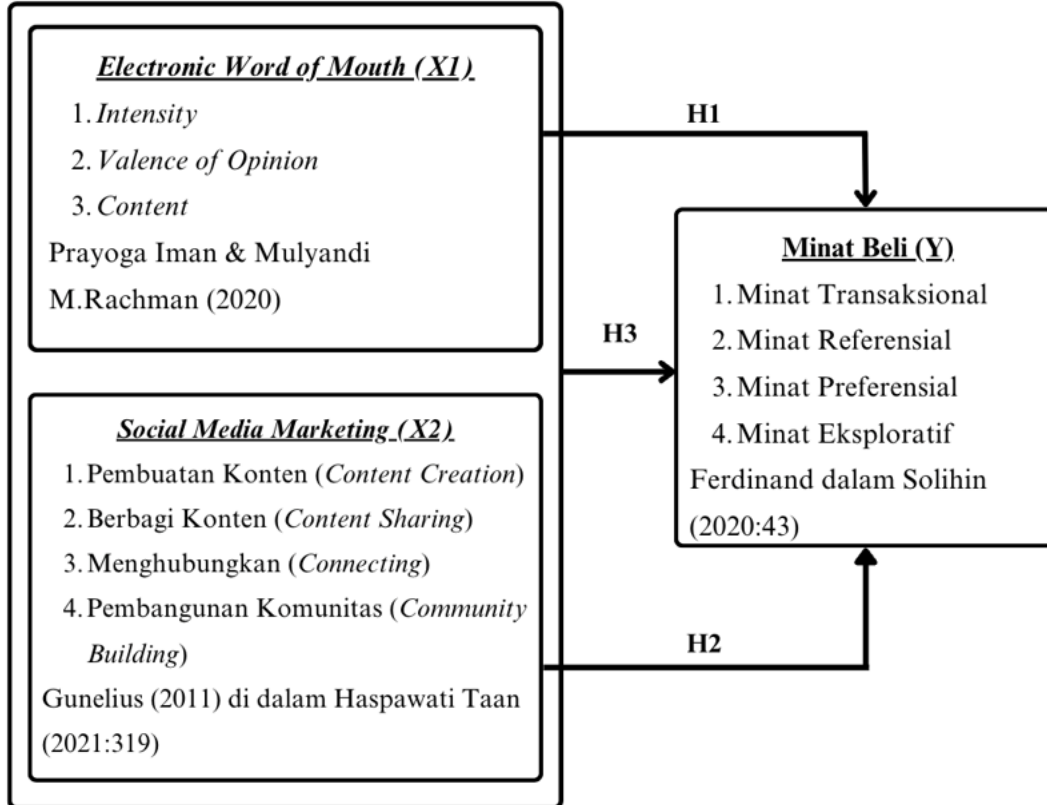 Electronic Word of Mouth (X1)
1. Intensity
2. Valence of Opinion
3. Content
Prayoga Iman & Mulyandi
M.Rachman (2020)
Social Media Marketing (X2)
1. Pembuatan Konten (Content Creation)
2. Berbagi Konten (Content Sharing)
3. Menghubungkan (Connecting)
4. Pembangunan Komunitas (Community
Building)
Gunelius (2011) di dalam Haspawati Taan
(2021:319)
H1
H3
H2
Minat Beli (Y)
1. Minat Transaksional
2. Minat Referensial
3. Minat Preferensial
4. Minat Eksploratif
Ferdinand dalam Solihin
(2020:43)